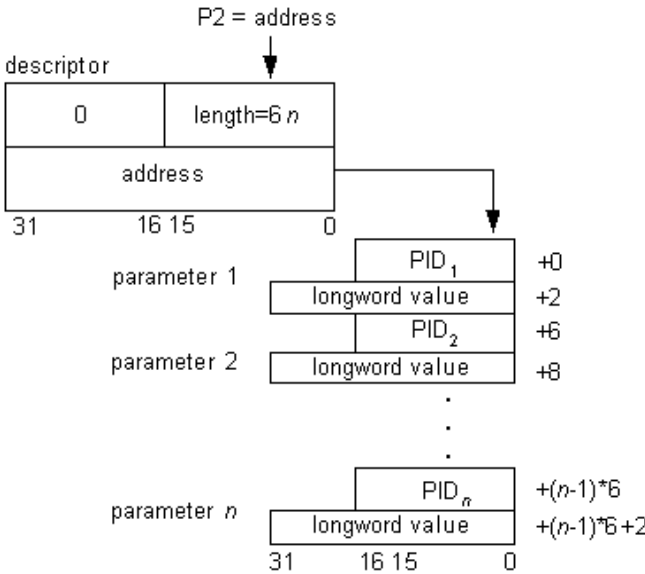 P2 = address
descriptor
0 length=6 n
address
31 16 15 0
PID1 +0
parameter 1
longword value +2
PID2 +6
parameter 2
longword value +8
.
.
.
PIDn +(n-1)*6
parameter n
longword value +(n-1)*6+2
31 16 15 0